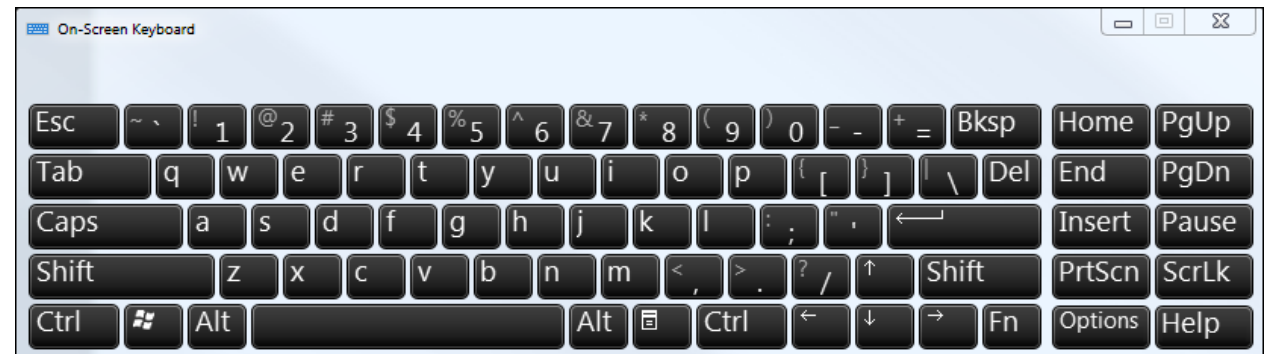 On-Screen Keyboard
Esc ~ ` ! 1 @ 2 # 3 $ 4 % 5 ^ 6 & 7 * 8 ( 9 ) 0 _ - + = Bksp Home PgUp
Tab q w e r t y u i o p { [ } ] | \ Del End PgDn
Caps a s d f g h j k l : ; " ' ← Insert Pause
Shift z x c v b n m < , > . ? / ↑ Shift PrtScn ScrLk
Ctrl Alt Alt Ctrl ← ↓ → Fn Options Help